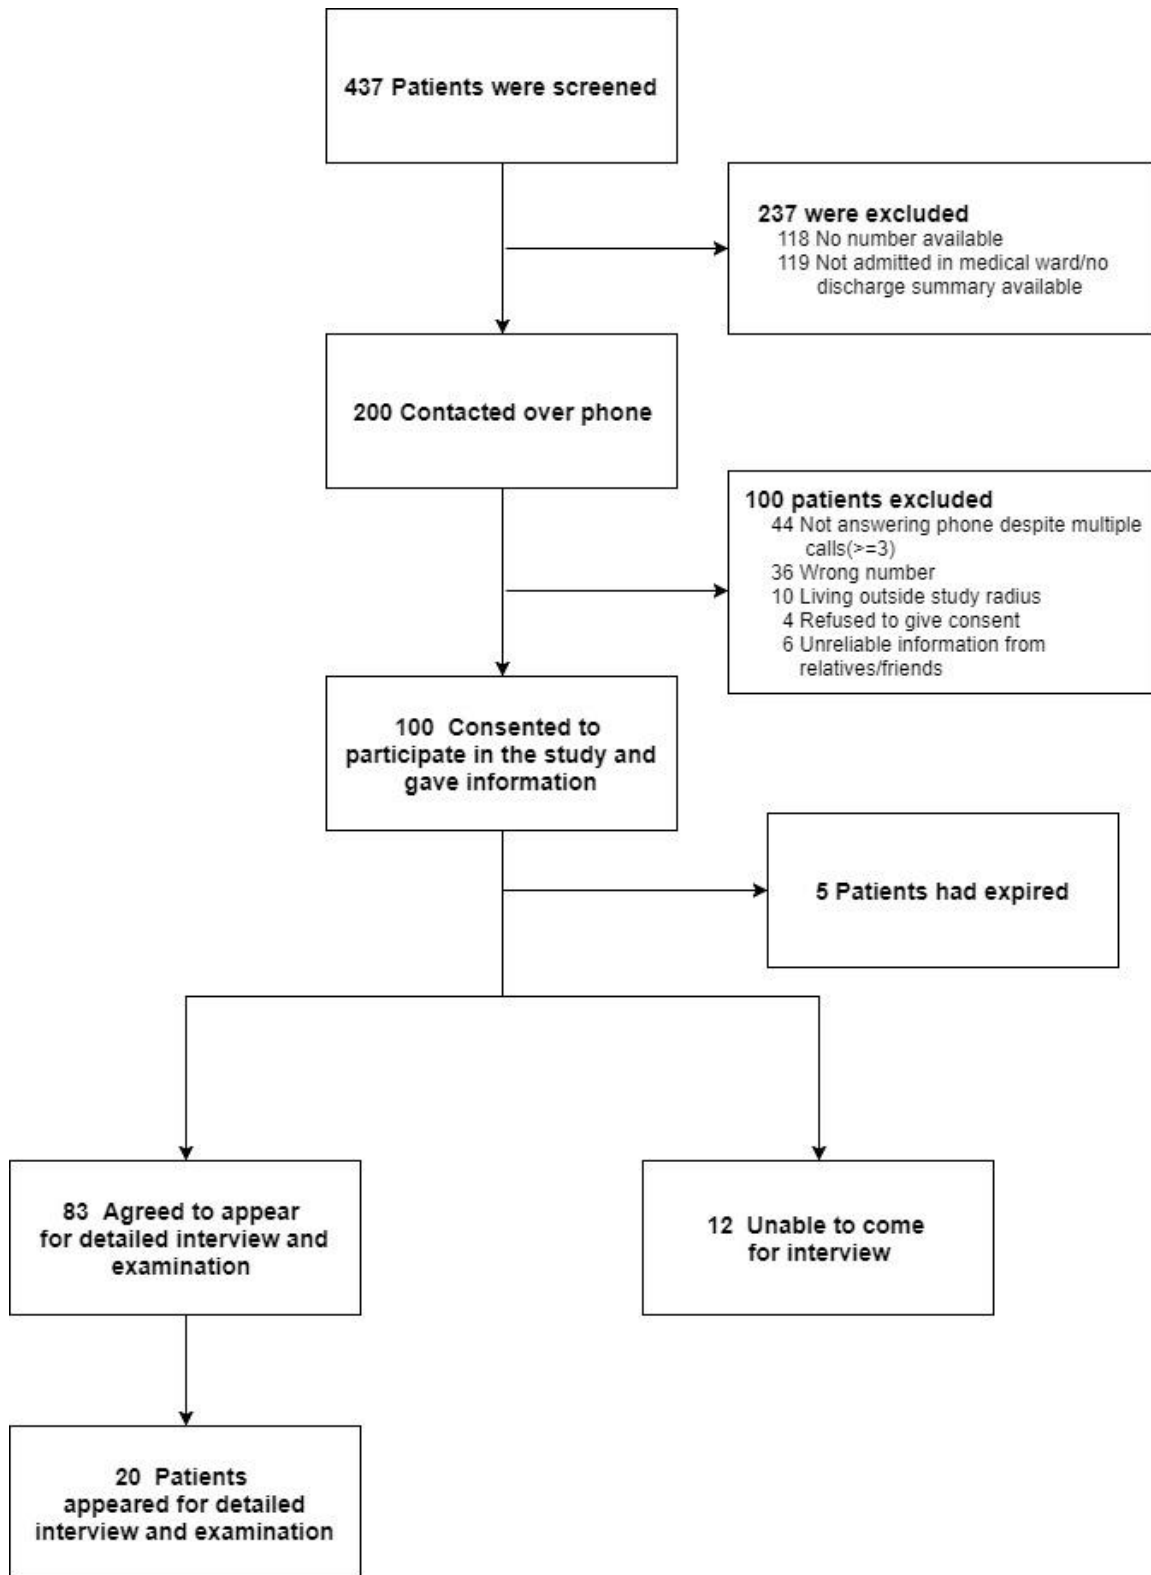 437 Patients were screened
237 were excluded
118 No number available
119 Not admitted in medical ward/no
discharge summary available
200 Contacted over phone
100 patients excluded
44 Not answering phone despite multiple
calls(>=3)
36 Wrong number
10 Living outside study radius
4 Refused to give consent
6 Unreliable information from
relatives/friends
100 Consented to
participate in the study and
gave information
5 Patients had expired
83 Agreed to appear
for detailed interview and
examination
12 Unable to come
for interview
20 Patients
appeared for detailed
interview and examination